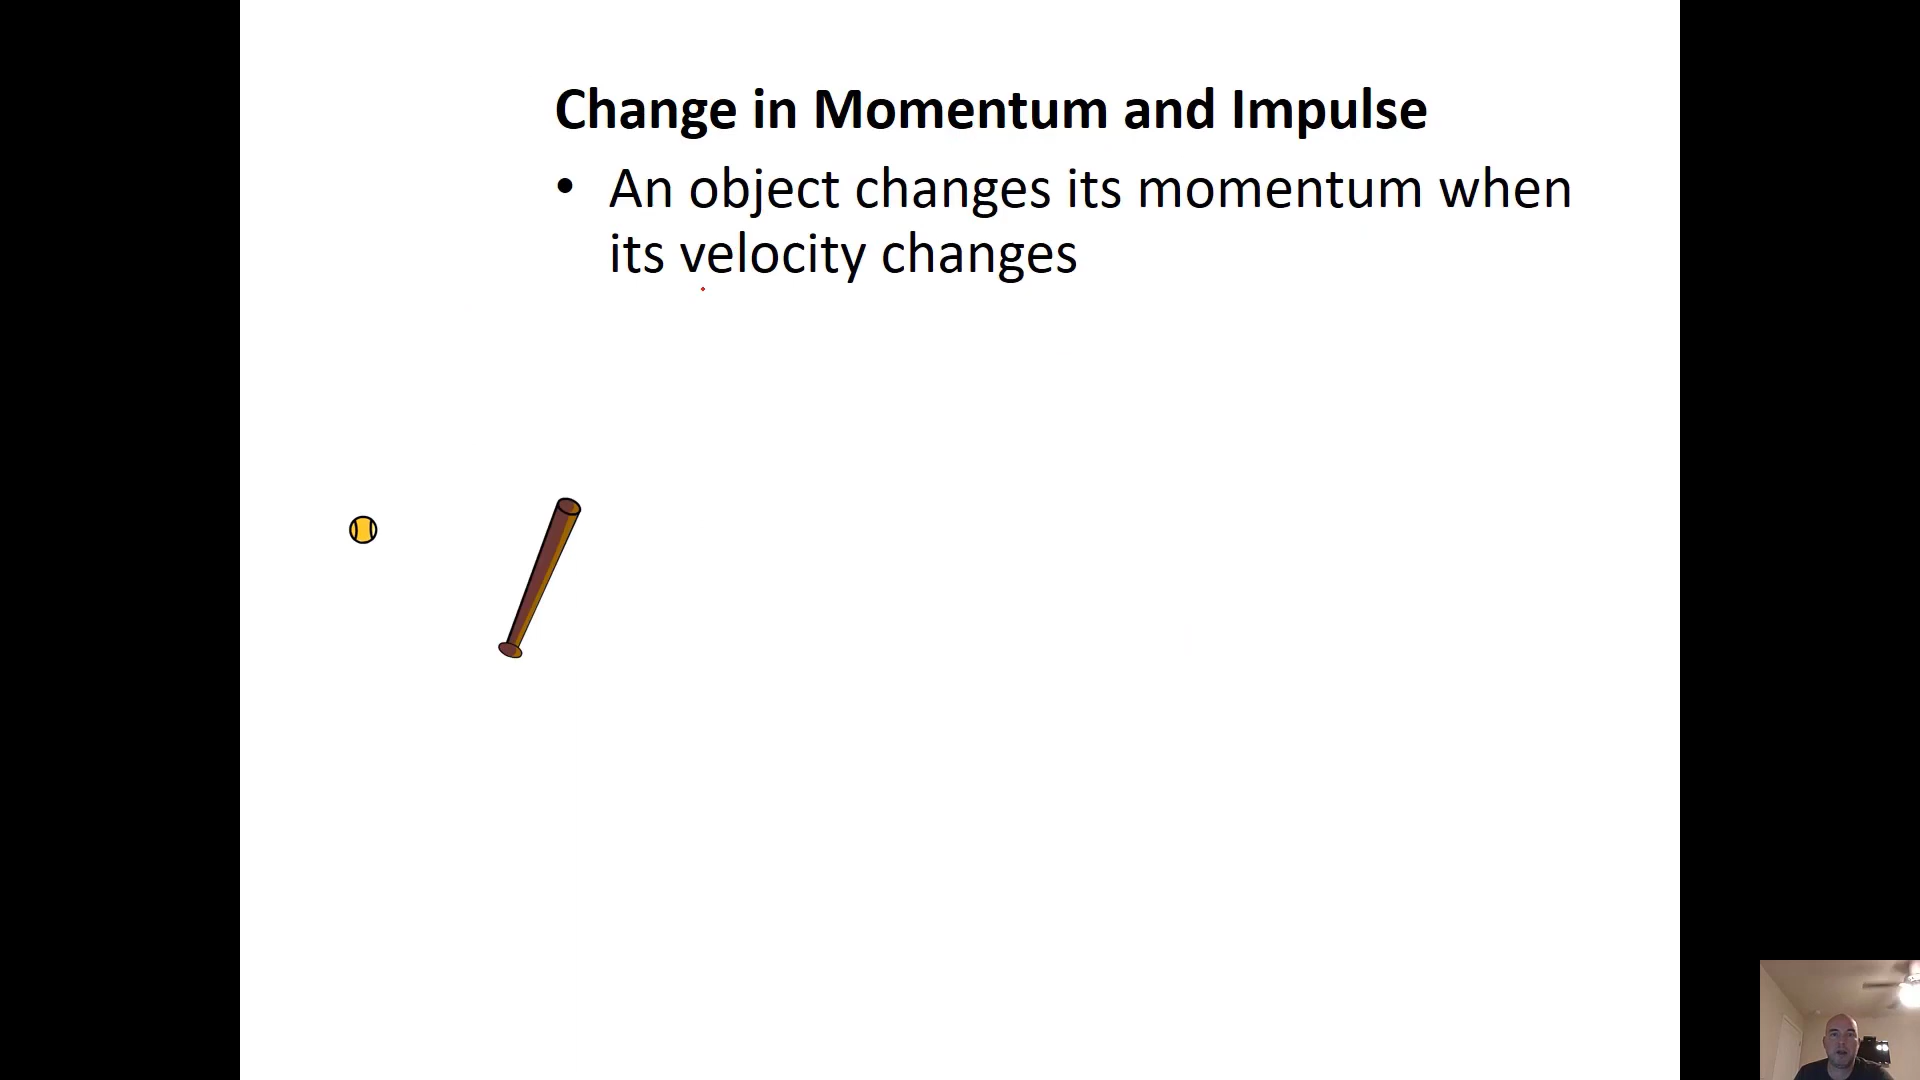 Change in Momentum and Impulse
• An object changes its momentum when
its velocity changes